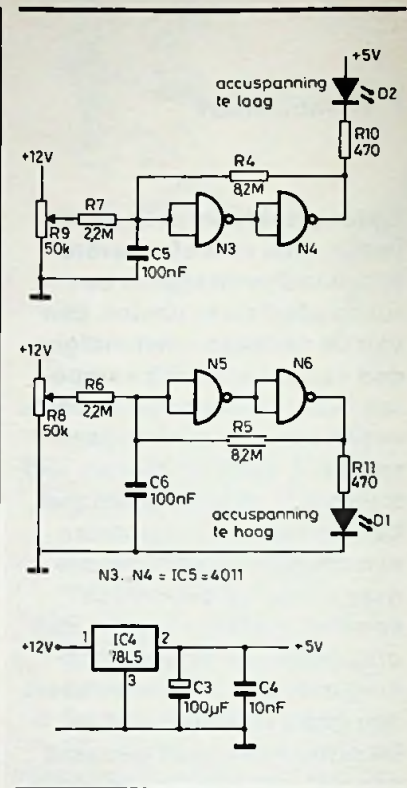 +5V
accuspanning
te laag
D2
R10
470
+12V
R4
8,2M
R7
2,2M
R9
50k
C5
100nF
N3
N4
+12V
N5
N6
R6
2,2M
R8
50k
R5
8,2M
R11
470
C6
100nF
accuspanning
te hoog
D1
N3. N4 = IC5 = 4011
+12V
1
IC4
78L5
2
+5V
3
C3
100µF
C4
10nF